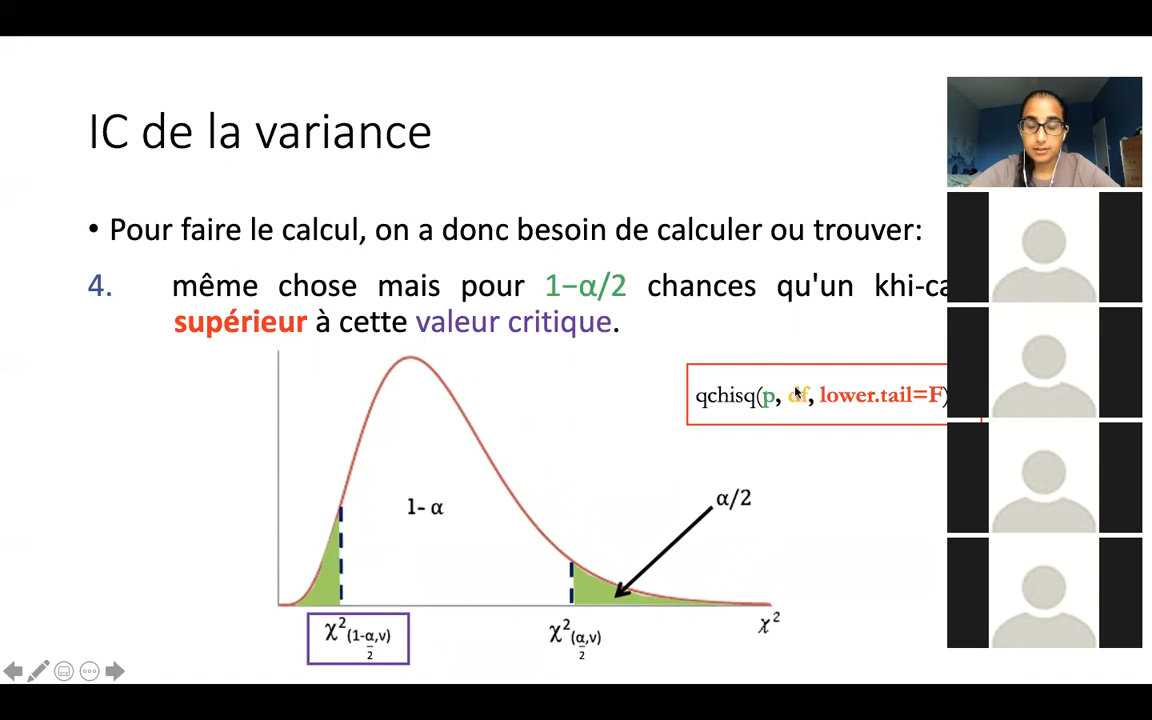 IC de la variance
• Pour faire le calcul, on a donc besoin de calculer ou trouver:
4. même chose mais pour 1−α/2 chances qu'un khi-ca
supérieur à cette valeur critique.
qchisq(p, df, lower.tail=F)
α/2
1- α
χ²(1-α/2,ν)
χ²(α/2,ν)
χ²